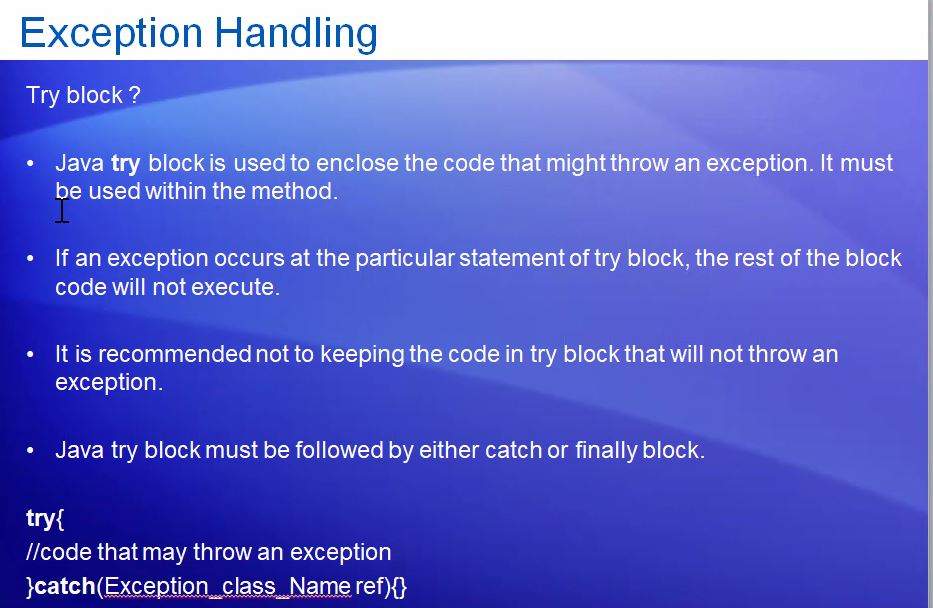 Exception Handling
Try block ?
• Java try block is used to enclose the code that might throw an exception. It must
be used within the method.
• If an exception occurs at the particular statement of try block, the rest of the block
code will not execute.
• It is recommended not to keeping the code in try block that will not throw an
exception.
• Java try block must be followed by either catch or finally block.
try{
//code that may throw an exception
}catch(Exception_class_Name ref){}